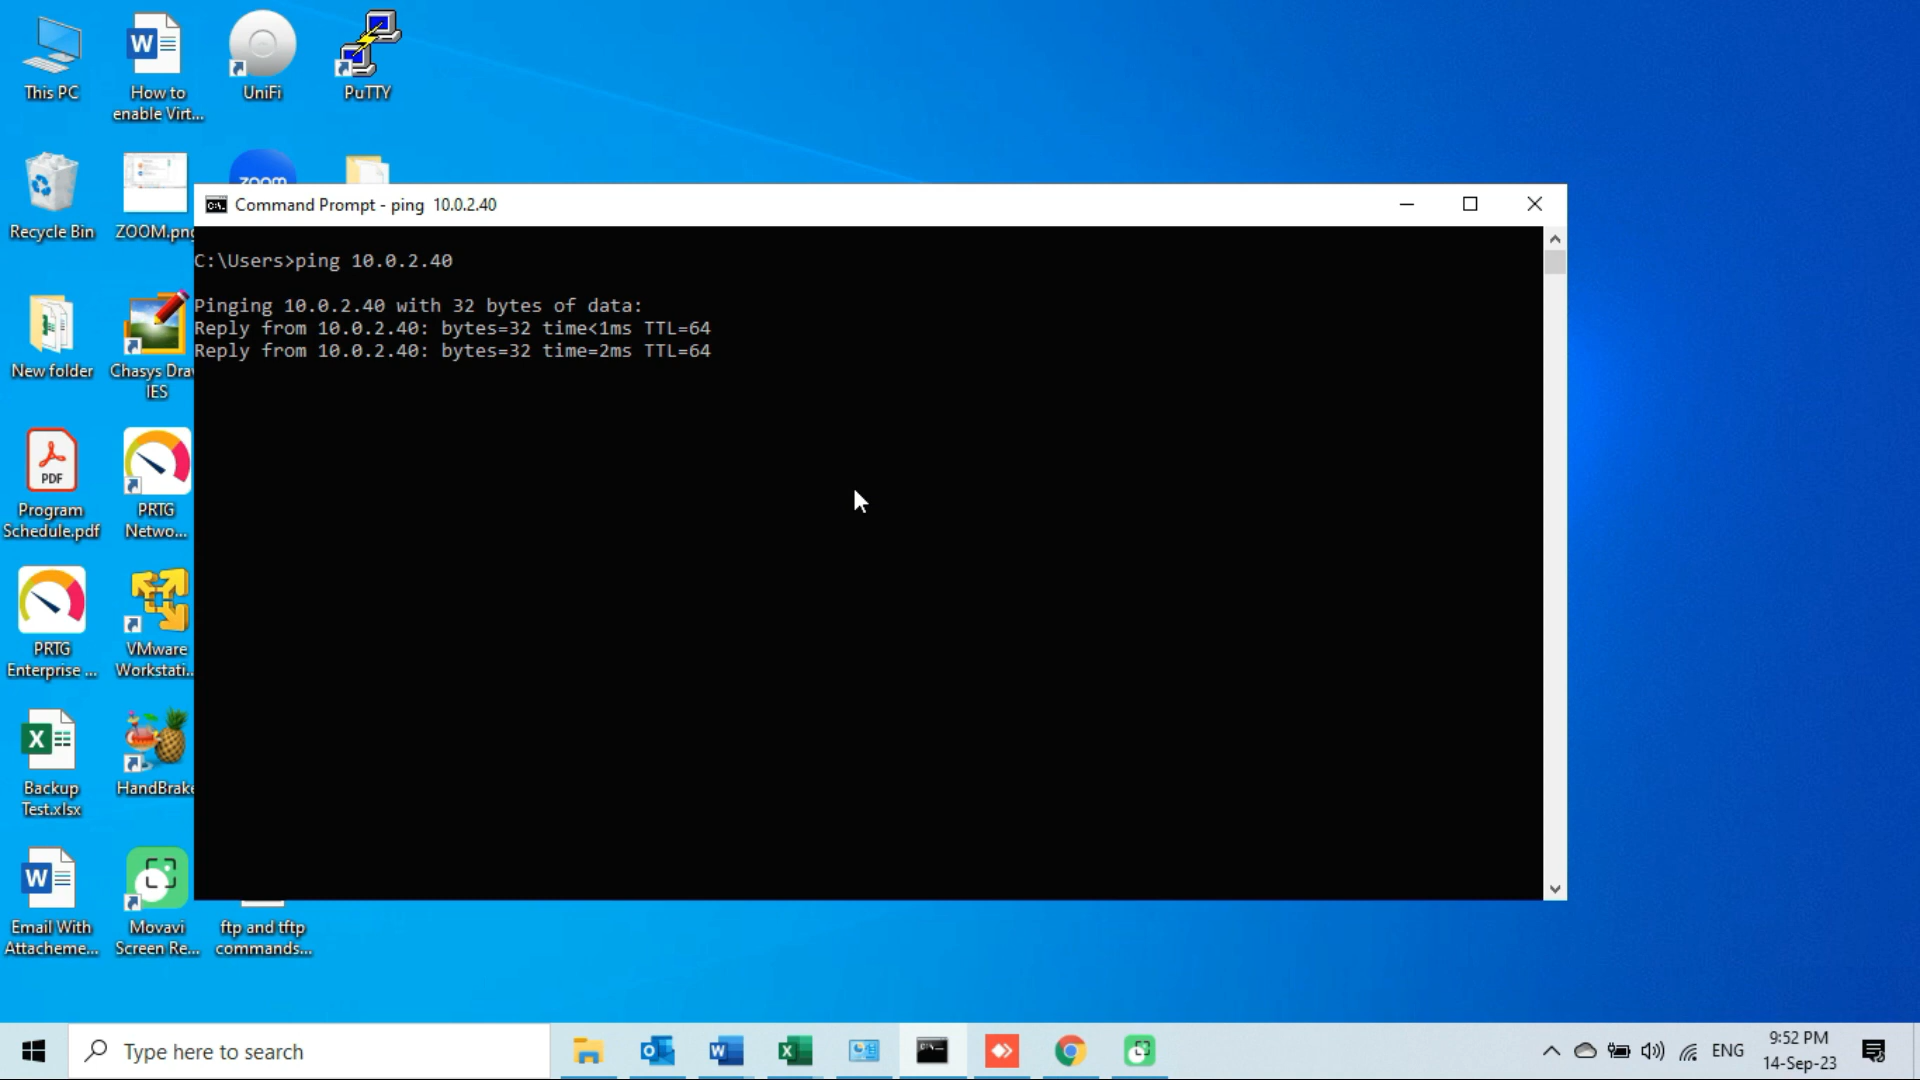 This PC
How to
enable Virt...
UniFi
PuTTY
Recycle Bin
ZOOM.png
zoom
Command Prompt - ping  10.0.2.40
C:\Users>ping 10.0.2.40
Pinging 10.0.2.40 with 32 bytes of data:
Reply from 10.0.2.40: bytes=32 time<1ms TTL=64
Reply from 10.0.2.40: bytes=32 time=2ms TTL=64
New folder
Chasys Dra
IES
PDF
Program
Schedule.pdf
PRTG
Netwo...
PRTG
Enterprise ...
VMware
Workstati...
Backup
Test.xlsx
HandBrake
Email With
Attacheme...
Movavi
Screen Re...
ftp and tftp
commands...
Type here to search
ENG
9:52 PM
14-Sep-23